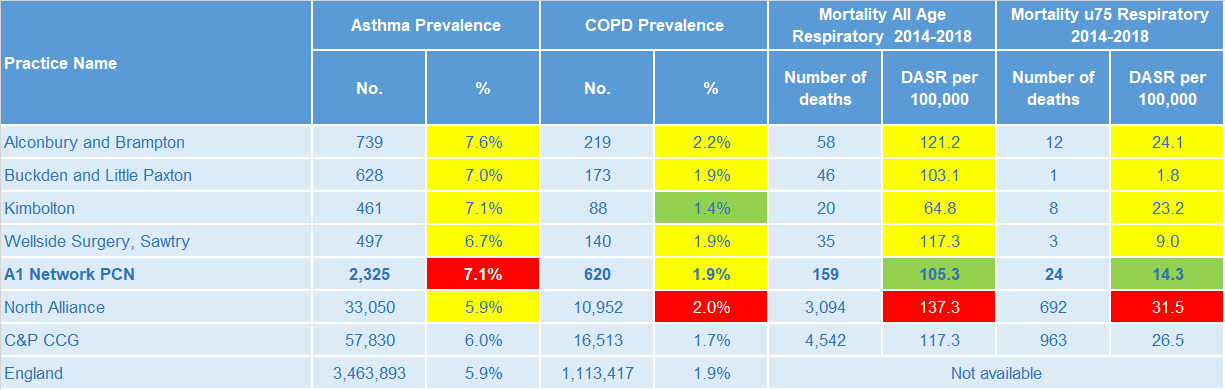 Practice Name
Asthma Prevalence
COPD Prevalence
Mortality All Age
Respiratory 2014-2018
Mortality u75 Respiratory
2014-2018
No.
%
No.
%
Number of
deaths
DASR per
100,000
Number of
deaths
DASR per
100,000
Alconbury and Brampton 739 7.6% 219 2.2% 58 121.2 12 24.1
Buckden and Little Paxton 628 7.0% 173 1.9% 46 103.1 1 1.8
Kimbolton 461 7.1% 88 1.4% 20 64.8 8 23.2
Wellside Surgery, Sawtry 497 6.7% 140 1.9% 35 117.3 3 9.0
A1 Network PCN 2,325 7.1% 620 1.9% 159 105.3 24 14.3
North Alliance 33,050 5.9% 10,952 2.0% 3,094 137.3 692 31.5
C&P CCG 57,830 6.0% 16,513 1.7% 4,542 117.3 963 26.5
England 3,463,893 5.9% 1,113,417 1.9% Not available